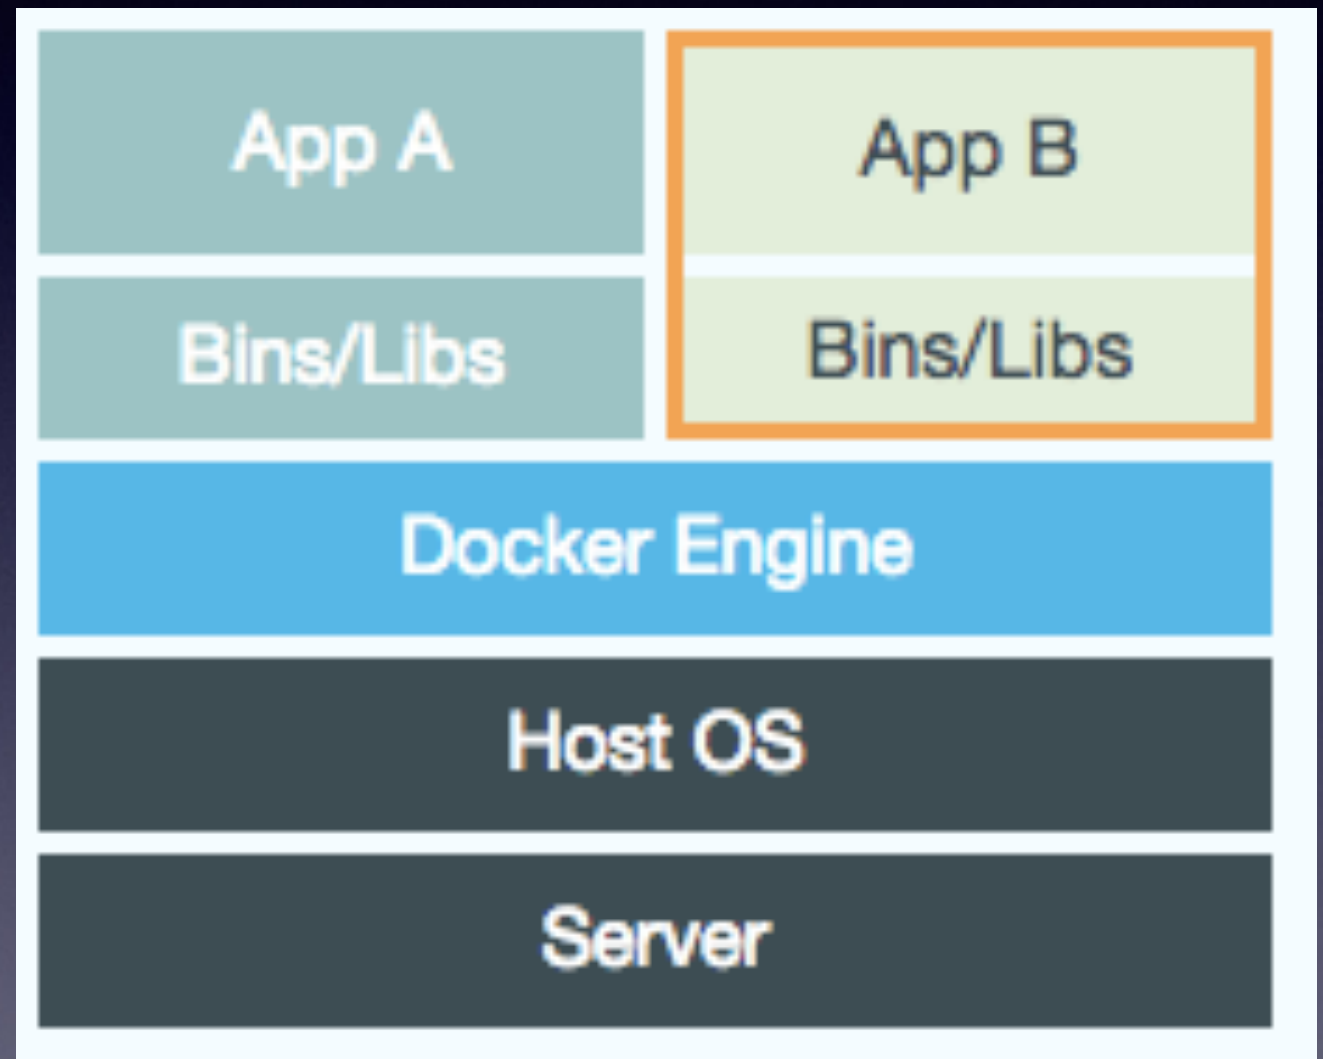 App A
App B
Bins/Libs
Bins/Libs
Docker Engine
Host OS
Server